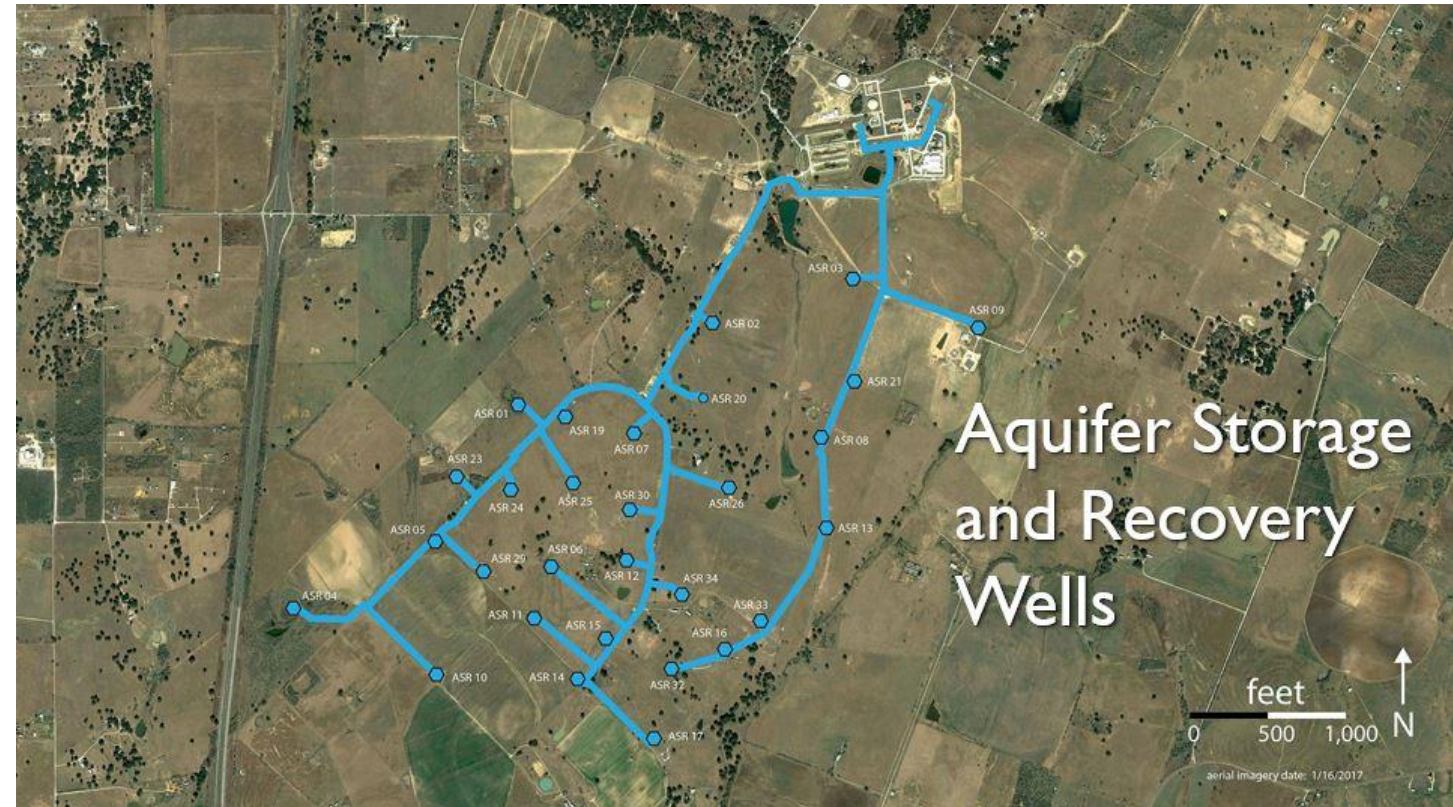 ASR 03
ASR 02
ASR 09
ASR 21
ASR 20
ASR 01
ASR 19
ASR 07
ASR 08
ASR 23
ASR 24
ASR 25
ASR 26
ASR 30
ASR 05
ASR 13
ASR 29
ASR 06
ASR 12
ASR 34
ASR 04
ASR 11
ASR 15
ASR 33
ASR 16
ASR 10
ASR 14
ASR 32
ASR 17
Aquifer Storage
and Recovery
Wells
feet
0 500 1,000
N
aerial imagery date: 1/16/2017